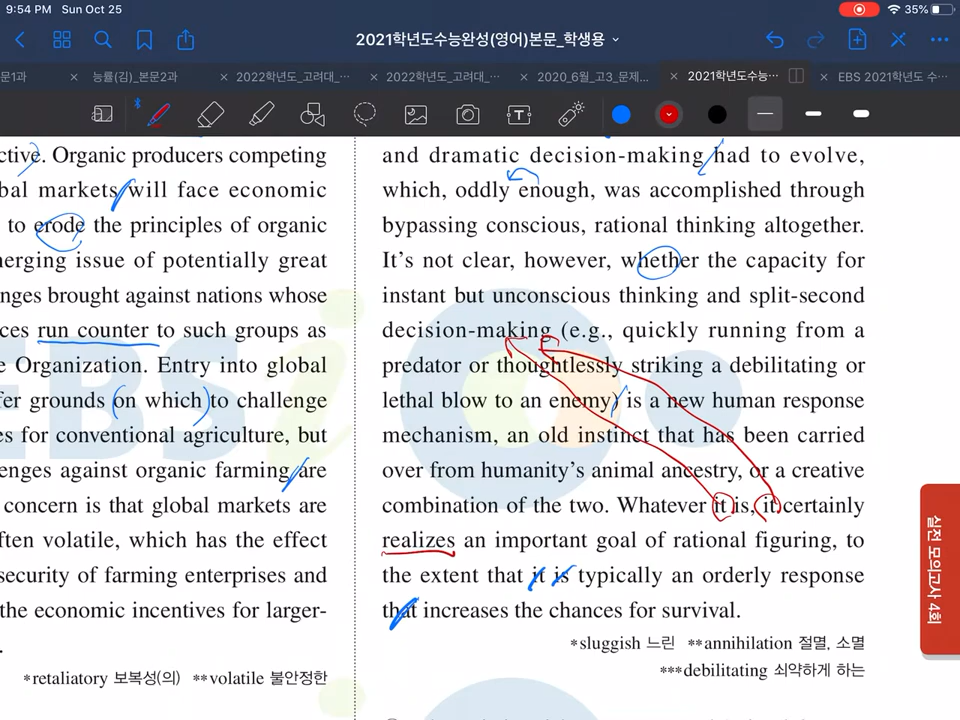 9:54 PM Sun Oct 25
35%
2021학년도수능완성(영어)본문_학생용
문1과
능률(김)_본문2과
2022학년도_고려대_...
2022학년도_고려대_...
2020_6월_고3_문제...
2021학년도수능...
EBS 2021학년도 수...
ctive. Organic producers competing
bal markets will face economic
to erode the principles of organic
nerging issue of potentially great
nges brought against nations whose
ces run counter to such groups as
e Organization. Entry into global
fer grounds (on which) to challenge
es for conventional agriculture, but
enges against organic farming are
concern is that global markets are
ften volatile, which has the effect
security of farming enterprises and
the economic incentives for larger-
.
*retaliatory 보복성(의) **volatile 불안정한
and dramatic decision-making had to evolve,
which, oddly enough, was accomplished through
bypassing conscious, rational thinking altogether.
It's not clear, however, whether the capacity for
instant but unconscious thinking and split-second
decision-making (e.g., quickly running from a
predator or thoughtlessly striking a debilitating or
lethal blow to an enemy) is a new human response
mechanism, an old instinct that has been carried
over from humanity's animal ancestry, or a creative
combination of the two. Whatever it is, it certainly
realizes an important goal of rational figuring, to
the extent that it is typically an orderly response
that increases the chances for survival.
*sluggish 느린 **annihilation 절멸, 소멸
***debilitating 쇠약하게 하는
실전 모의고사 4회
EBSi